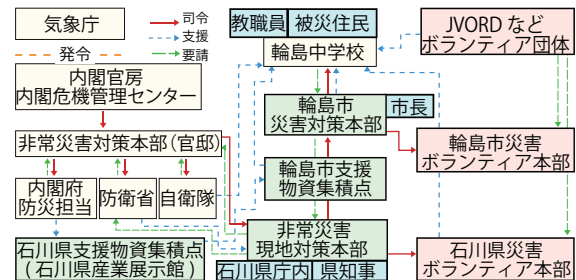 気象庁
司令
支援
要請
発令
教職員
被災住民
輪島中学校
JVORD など
ボランティア団体
内閣官房
内閣危機管理センター
輪島市
災害対策本部
市長
非常災害対策本部(官邸)
輪島市災害
ボランティア本部
輪島市支援
物資集積点
内閣府
防災担当
防衛省
自衛隊
非常災害
現地対策本部
石川県庁内
県知事
石川県支援物資集積点
(石川県産業展示館)
石川県災害
ボランティア本部